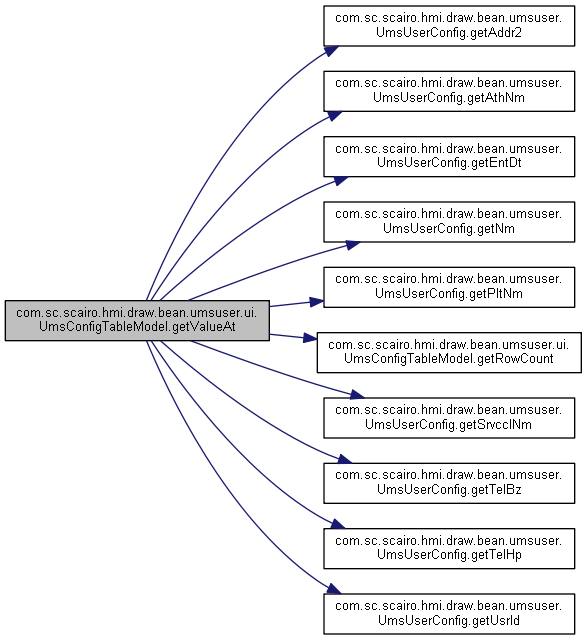 com.sc.scairo.hmi.draw.bean.umsuser.
UmsUserConfig.getAddr2
com.sc.scairo.hmi.draw.bean.umsuser.
UmsUserConfig.getAthNm
com.sc.scairo.hmi.draw.bean.umsuser.
UmsUserConfig.getEntDt
com.sc.scairo.hmi.draw.bean.umsuser.
UmsUserConfig.getNm
com.sc.scairo.hmi.draw.bean.umsuser.
UmsUserConfig.getPltNm
com.sc.scairo.hmi.draw.bean.umsuser.ui.
UmsConfigTableModel.getValueAt
com.sc.scairo.hmi.draw.bean.umsuser.ui.
UmsConfigTableModel.getRowCount
com.sc.scairo.hmi.draw.bean.umsuser.
UmsUserConfig.getSrvcclNm
com.sc.scairo.hmi.draw.bean.umsuser.
UmsUserConfig.getTelBz
com.sc.scairo.hmi.draw.bean.umsuser.
UmsUserConfig.getTelHp
com.sc.scairo.hmi.draw.bean.umsuser.
UmsUserConfig.getUsrId